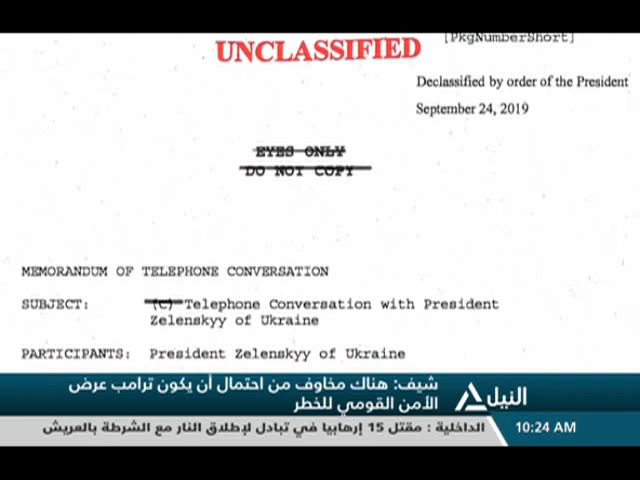 [PkgNumberShort]
UNCLASSIFIED
Declassified by order of the President
September 24, 2019
EYES ONLY
DO NOT COPY
MEMORANDUM OF TELEPHONE CONVERSATION
SUBJECT: (C) Telephone Conversation with President
Zelenskyy of Ukraine
PARTICIPANTS: President Zelenskyy of Ukraine
شيف: هناك مخاوف من احتمال أن يكون ترامب عرض
الأمن القومي للخطر
النيل
الداخلية : مقتل 15 إرهابيا في تبادل لإطلاق النار مع الشرطة بالعريش
10:24 AM